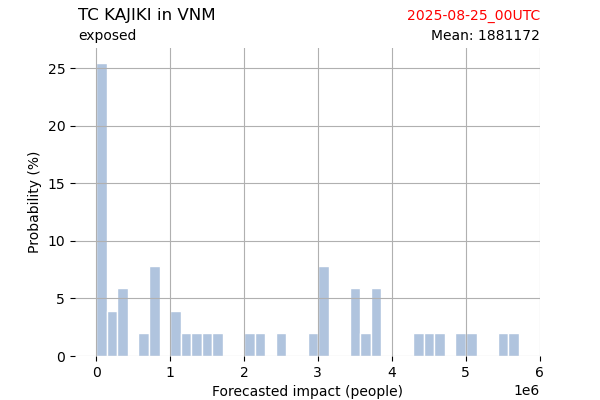 TC KAJIKI in VNM
2025-08-25_00UTC
exposed
Mean: 1881172
25
20
15
10
5
0
Probability (%)
0 1 2 3 4 5 6
Forecasted impact (people)
1e6